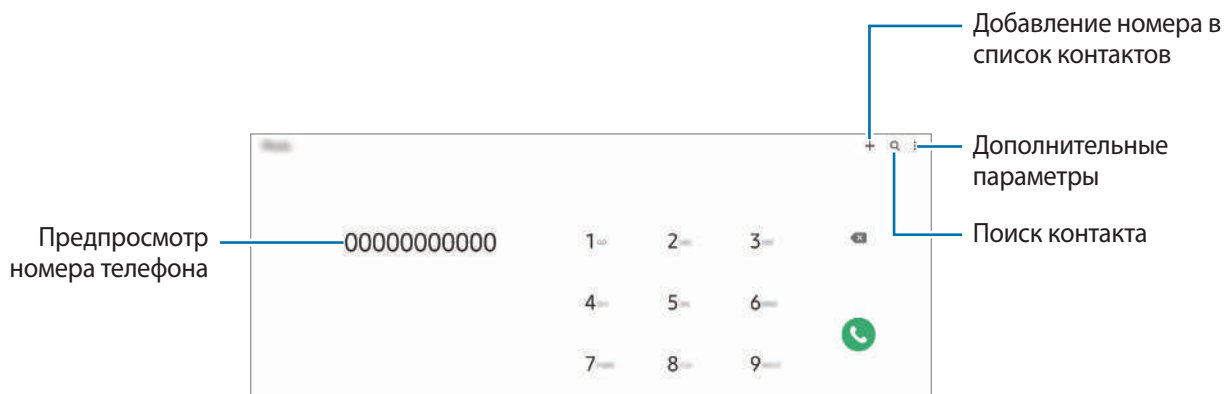 Добавление номера в
список контактов
Дополнительные
параметры
Предпросмотр
номера телефона
00000000000
1 2 3
Поиск контакта
4 5 6
7 8 9